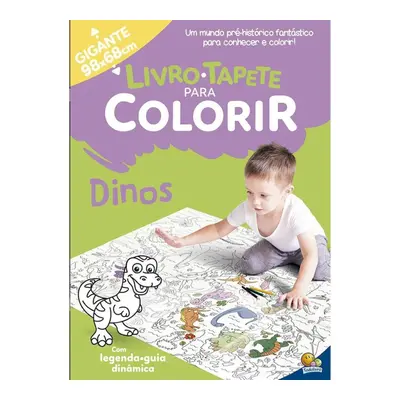 GIGANTE
98x68cm
Um mundo pré-histórico fantástico
para conhecer e colorir!
LIVRO•TAPETE
PARA
COLORIR
Dinos
Com
legenda-guia
dinâmica
Todolivro